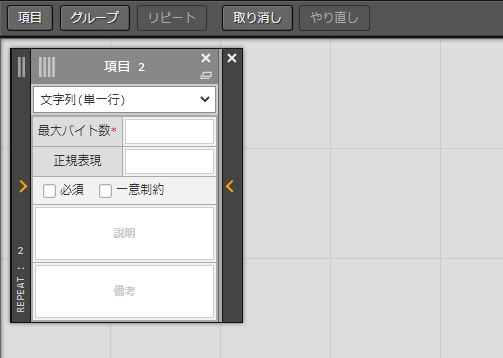 項目 グループ リピート 取り消し やり直し
項目 2
文字列(単一行)
最大バイト数*
正規表現
必須 一意制約
説明
備考
REPEAT : 2